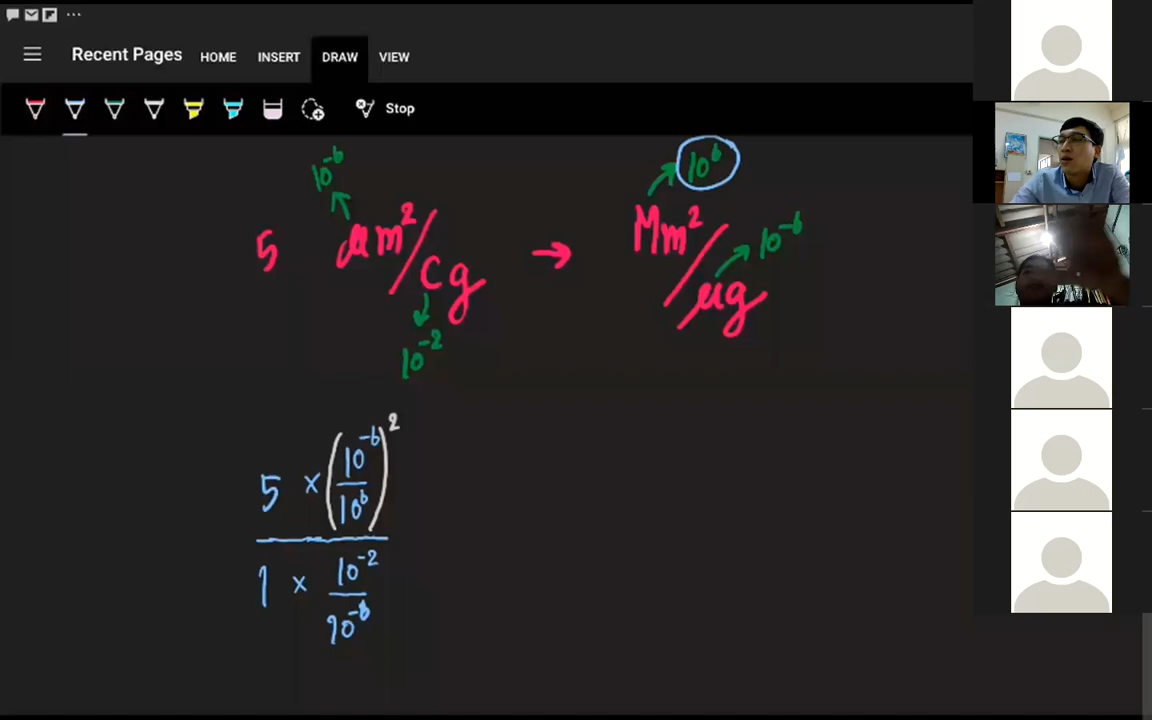 Recent Pages HOME INSERT DRAW VIEW
Stop
10⁻⁶ 10⁶
5 μm²/cg → Mm²/μg 10⁻⁶
10⁻²
5 × (10⁻⁶/10⁶)²
1 × 10⁻²/10⁻⁶